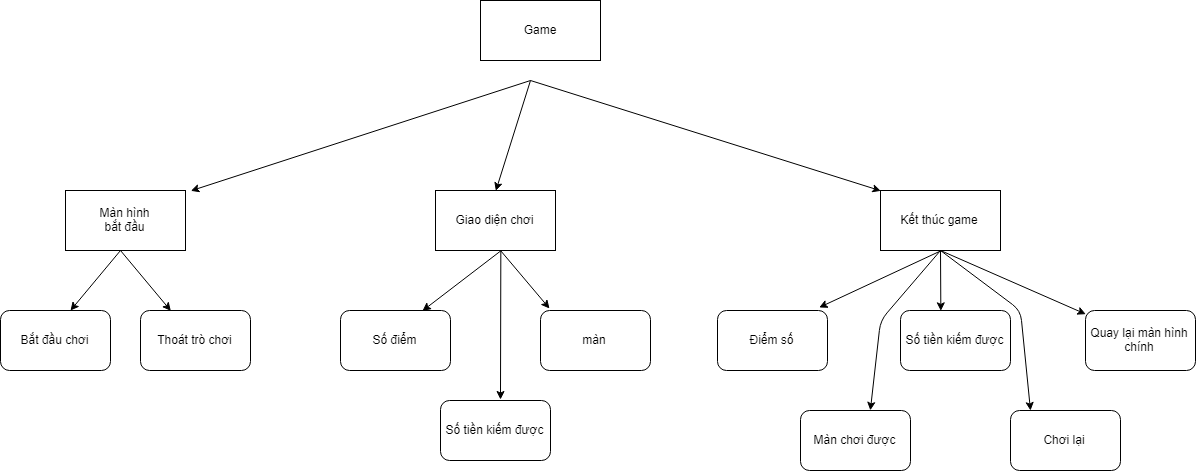 Game
Màn hình
bắt đầu
Giao diện chơi
Kết thúc game
Bắt đầu chơi
Thoát trò chơi
Số điểm
màn
Điểm số
Số tiền kiếm được
Quay lại màn hình
chính
Số tiền kiếm được
Màn chơi được
Chơi lại